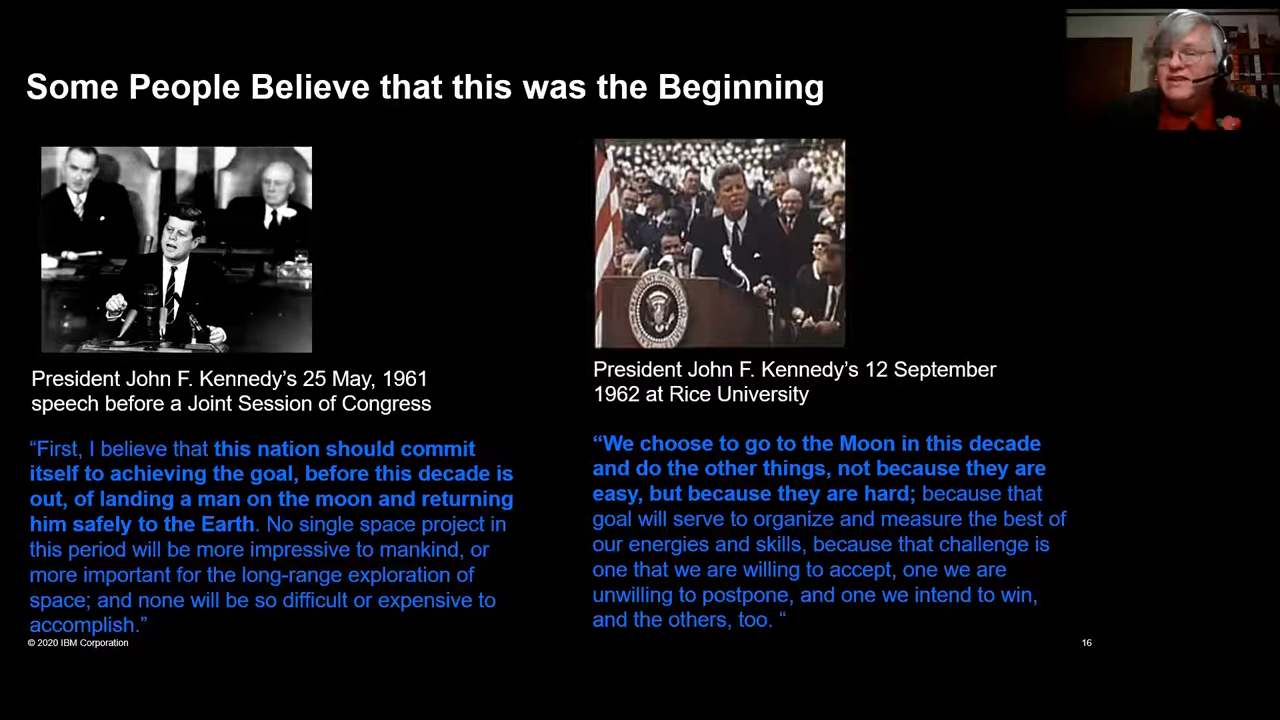 Some People Believe that this was the Beginning
President John F. Kennedy’s 25 May, 1961
speech before a Joint Session of Congress
“First, I believe that this nation should commit
itself to achieving the goal, before this decade is
out, of landing a man on the moon and returning
him safely to the Earth. No single space project in
this period will be more impressive to mankind, or
more important for the long-range exploration of
space; and none will be so difficult or expensive to
accomplish.”
President John F. Kennedy’s 12 September
1962 at Rice University
“We choose to go to the Moon in this decade
and do the other things, not because they are
easy, but because they are hard; because that
goal will serve to organize and measure the best of
our energies and skills, because that challenge is
one that we are willing to accept, one we are
unwilling to postpone, and one we intend to win,
and the others, too. “
© 2020 IBM Corporation
16